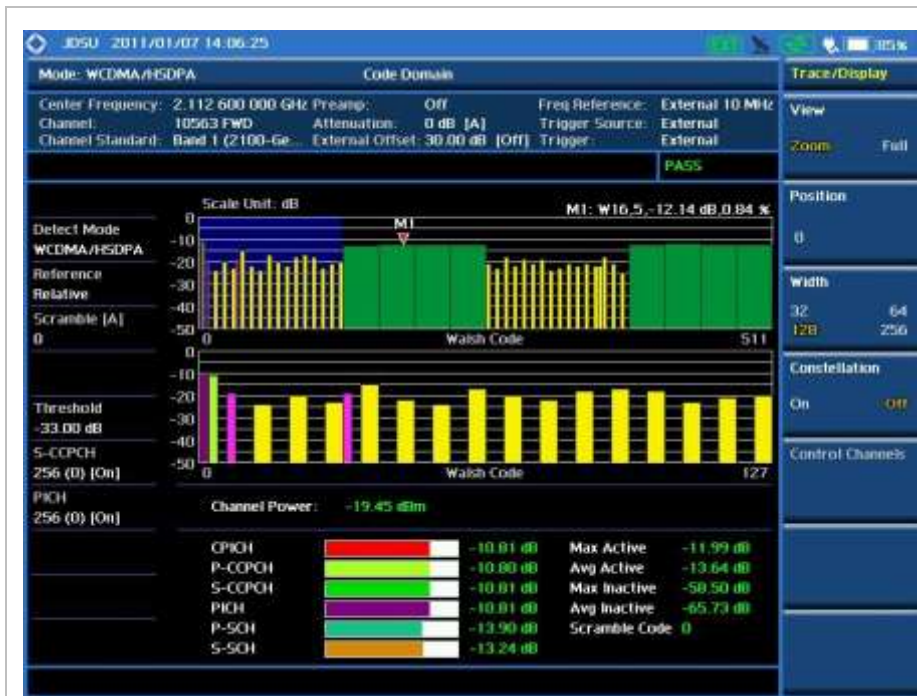 JDSU 2011/01/07 14:06:25
85%
Mode: WCDMA/HSDPA Code Domain
Trace/Display
Center Frequency: 2.112 600 000 GHz Preamp: Off Freq Reference: External 10 MHz
Channel: 10563 FWD Attenuation: 0 dB [A] Trigger Source: External
Channel Standard: Band 1 (2100-Ge... External Offset: 30.00 dB [Off] Trigger: External
PASS
View
Zoom Full
Position
0
Width
32 64
128 256
Constellation
On Off
Control Channels
Detect Mode
WCDMA/HSDPA
Reference
Relative
Scramble [A]
0
Threshold
-33.00 dB
S-CCPCH
256 (0) [On]
PICH
256 (0) [On]
Scale Unit: dB
M1: W16,5,-12.14 dB,0.84 %
M1
0
-10
-20
-30
-40
-50
0 Walsh Code 511
0
-10
-20
-30
-40
-50
0 Walsh Code 127
Channel Power: -19.45 dBm
CPICH -10.81 dB Max Active -11.99 dB
P-CCPCH -10.80 dB Avg Active -13.64 dB
S-CCPCH -10.81 dB Max Inactive -58.50 dB
PICH -10.81 dB Avg Inactive -65.73 dB
P-SCH -13.90 dB Scramble Code 0
S-SCH -13.24 dB